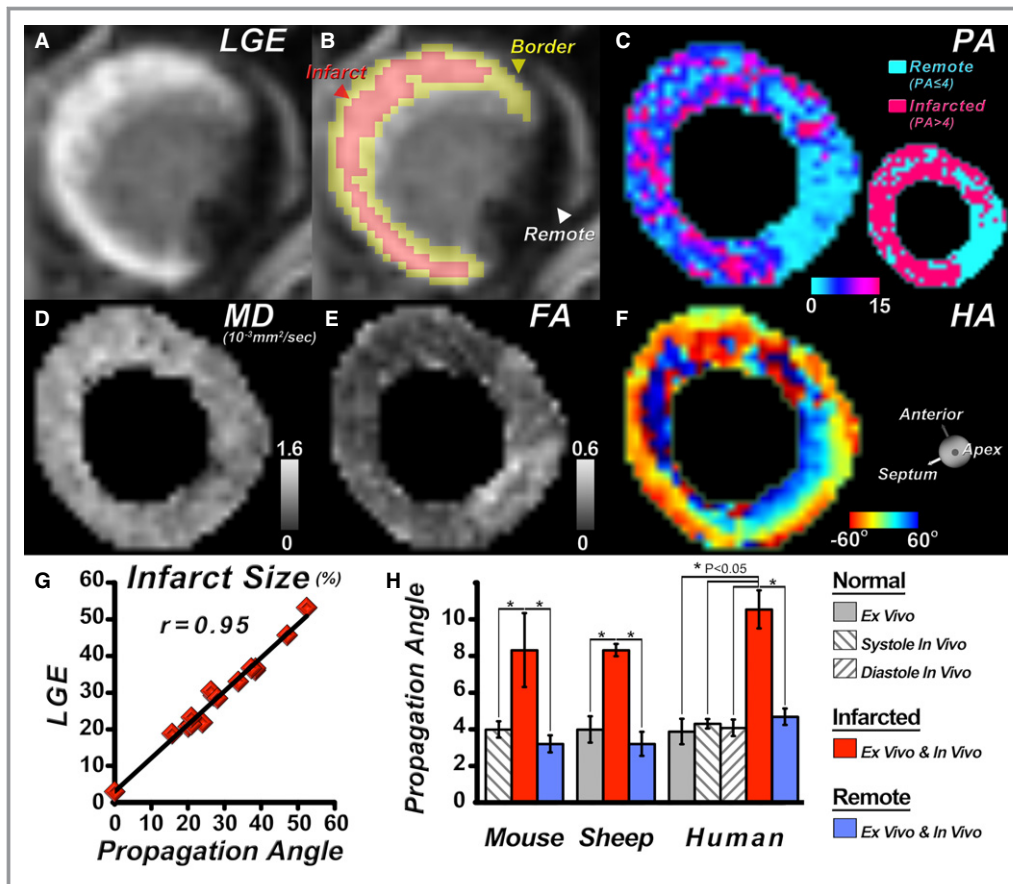 A LGE
B Border
Infarct
Remote
C PA
Remote
(PA≤4)
Infarcted
(PA>4)
0 15
D MD
(10⁻³mm²/sec)
1.6
0
E FA
0.6
0
F HA
Anterior
Apex
Septum
-60° 60°
G Infarct Size (%)
r = 0.95
LGE
60
50
40
30
20
10
0
0 10 20 30 40 50 60
Propagation Angle
H
* P<0.05
* * * * *
Propagation Angle
10
8
6
4
2
0
Mouse Sheep Human
Normal
Ex Vivo
Systole In Vivo
Diastole In Vivo
Infarcted
Ex Vivo & In Vivo
Remote
Ex Vivo & In Vivo